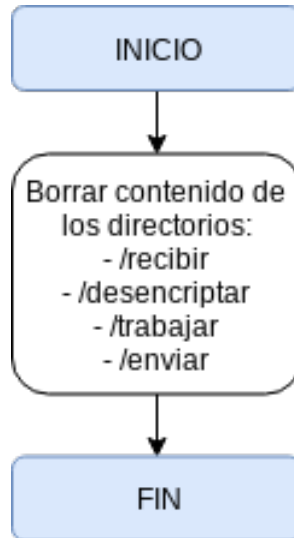 INICIO
Borrar contenido de
los directorios:
- /recibir
- /desencriptar
- /trabajar
- /enviar
FIN